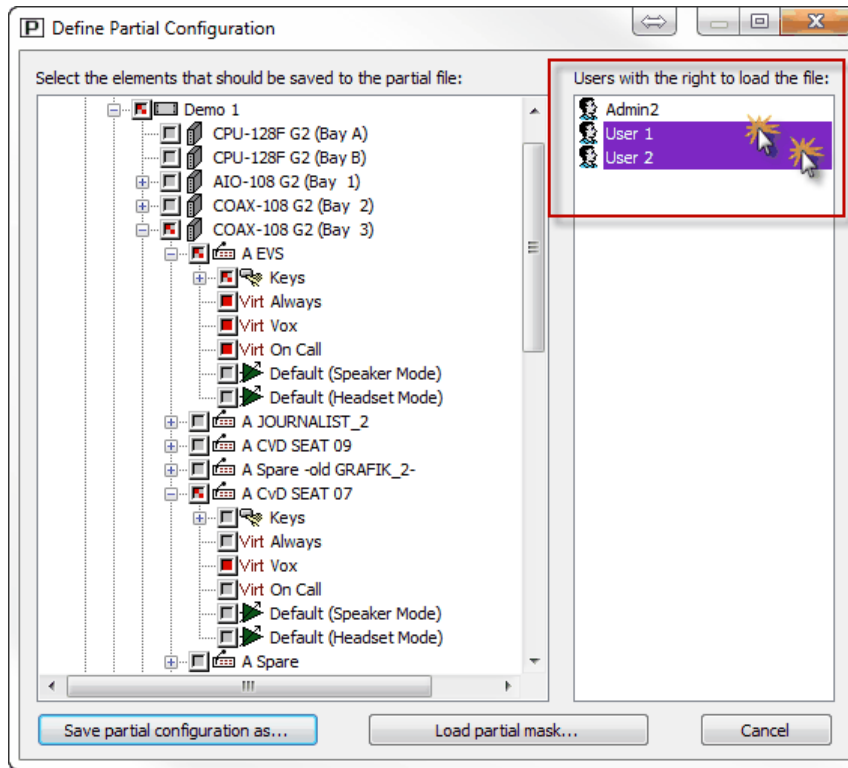 P Define Partial Configuration
Select the elements that should be saved to the partial file:
Demo 1
CPU-128F G2 (Bay A)
CPU-128F G2 (Bay B)
AIO-108 G2 (Bay 1)
COAX-108 G2 (Bay 2)
COAX-108 G2 (Bay 3)
A EVS
Keys
Virt Always
Virt Vox
Virt On Call
Default (Speaker Mode)
Default (Headset Mode)
A JOURNALIST_2
A CVD SEAT 09
A Spare -old GRAFIK_2-
A CvD SEAT 07
Keys
Virt Always
Virt Vox
Virt On Call
Default (Speaker Mode)
Default (Headset Mode)
A Spare
Users with the right to load the file:
Admin2
User 1
User 2
Save partial configuration as...
Load partial mask...
Cancel